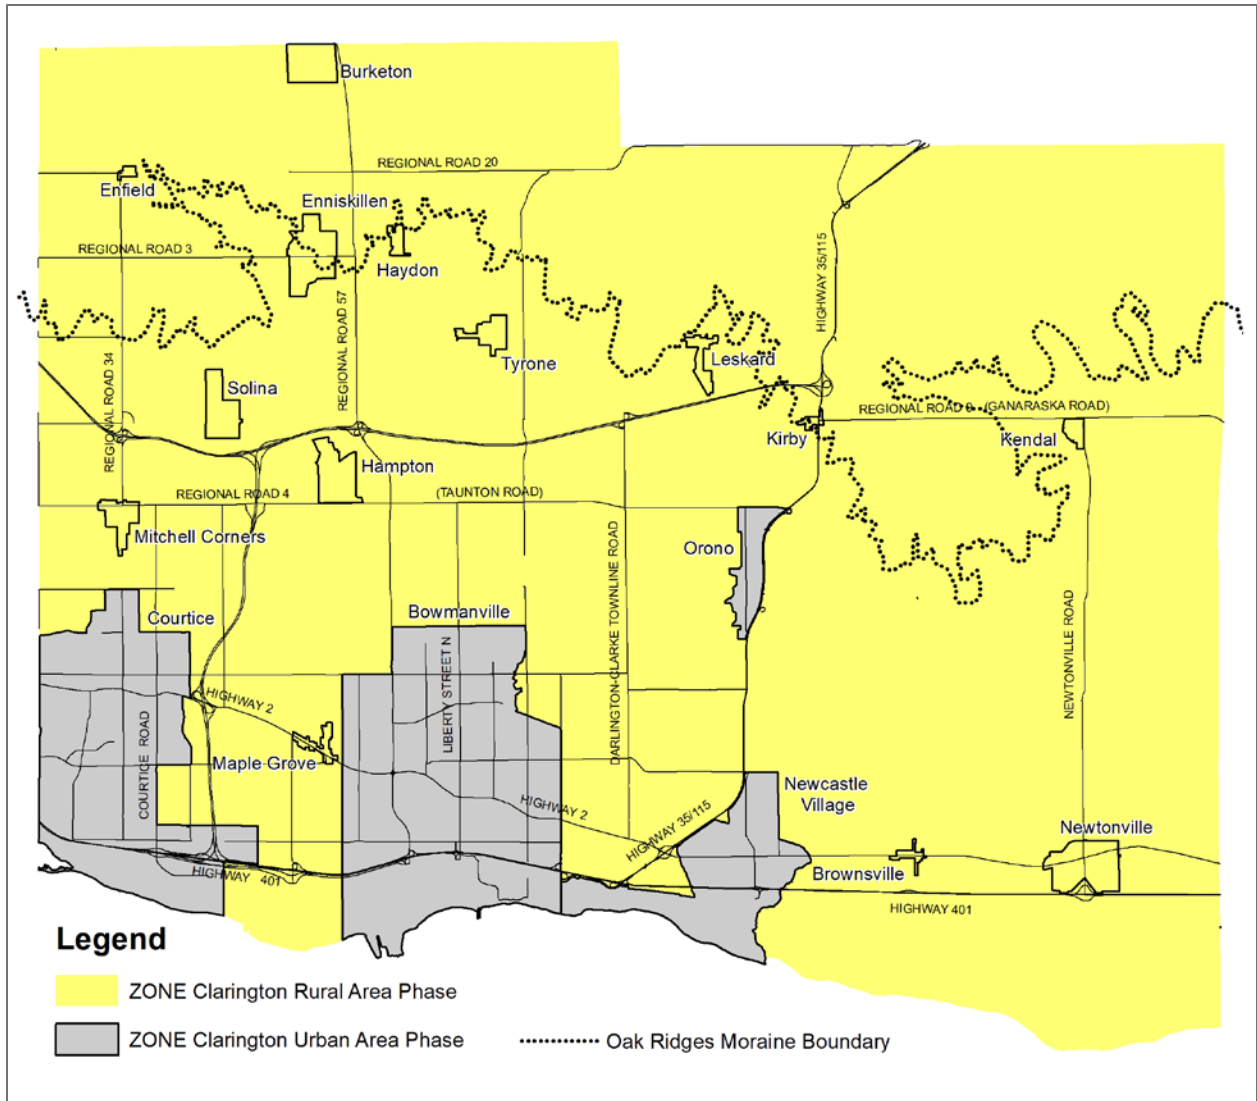 Burketon
REGIONAL ROAD 20
Enfield
Enniskillen
REGIONAL ROAD 3
Haydon
HIGHWAY 35/115
REGIONAL ROAD 57
REGIONAL ROAD 34
Tyrone
Leskard
Solina
REGIONAL ROAD 9 (GANARASKA ROAD)
Kirby
Kendal
Hampton
REGIONAL ROAD 4
(TAUNTON ROAD)
Mitchell Corners
Orono
DARLINGTON-CLARKE TOWNLINE ROAD
NEWTONVILLE ROAD
Courtice
Bowmanville
LIBERTY STREET N
HIGHWAY 2
COURTICE ROAD
Maple Grove
HIGHWAY 2
HIGHWAY 35/115
Newcastle
Village
Newtonville
Brownsville
HIGHWAY 401
HIGHWAY 401
Legend
ZONE Clarington Rural Area Phase
ZONE Clarington Urban Area Phase
Oak Ridges Moraine Boundary